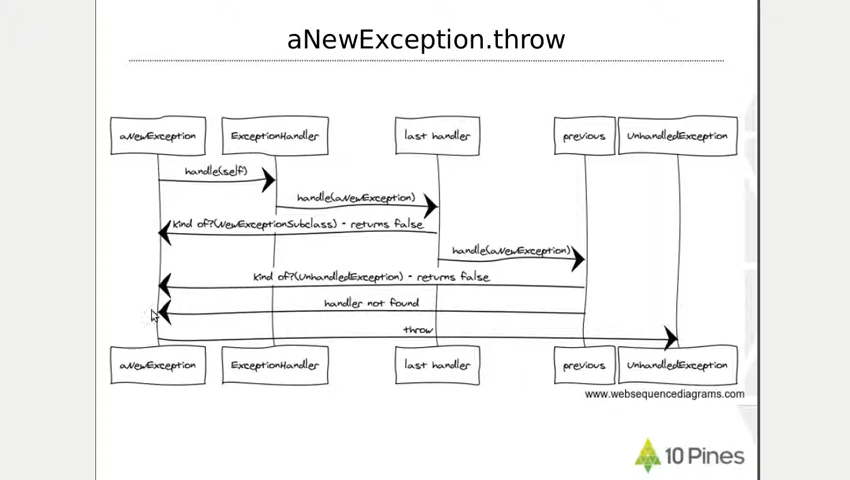 aNewException.throw
aNewException ExceptionHandler last handler previous UnhandledException
handle(self)
handle(aNewException)
kind of?(NewExceptionSubclass) - returns false
handle(aNewException)
kind of?(UnhandledException) - returns false
handler not found
throw
aNewException ExceptionHandler last handler previous UnhandledException
www.websequencediagrams.com
10 Pines